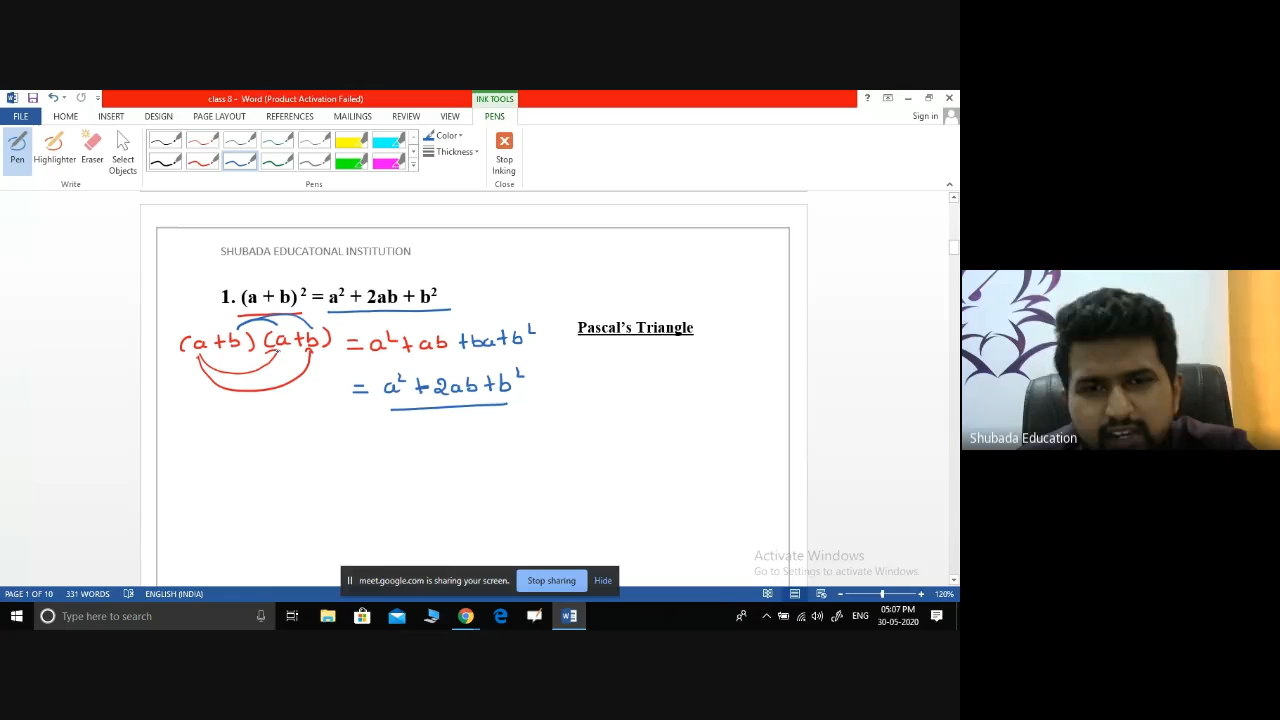 class 8 - Word (Product Activation Failed)
INK TOOLS
Sign in
FILE HOME INSERT DESIGN PAGE LAYOUT REFERENCES MAILINGS REVIEW VIEW PENS
Pen Highlighter Eraser Select Objects
Color
Thickness
Stop Inking
Write Pens Close
SHUBADA EDUCATONAL INSTITUTION
1. (a + b)² = a² + 2ab + b²
Pascal's Triangle
(a+b)(a+b) = a²+ab+ba+b²
= a²+2ab+b²
Shubada Education
Activate Windows
Go to Settings to activate Windows.
meet.google.com is sharing your screen. Stop sharing Hide
PAGE 1 OF 10 331 WORDS ENGLISH (INDIA) 120%
Type here to search
ENG
05:07 PM
30-05-2020